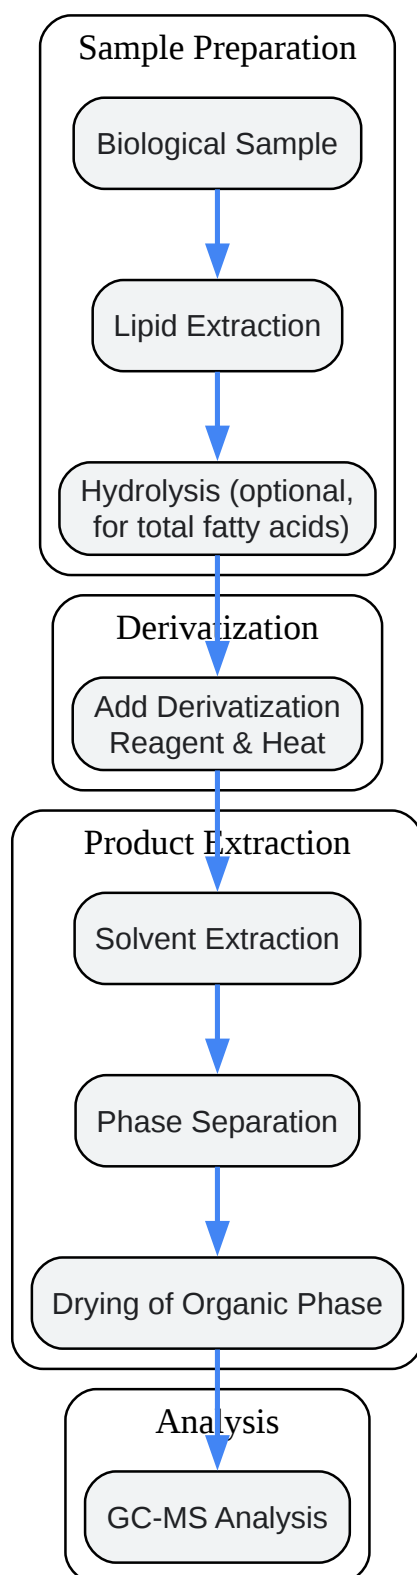 Sample Preparation
Biological Sample
Lipid Extraction
Hydrolysis (optional,
for total fatty acids)
Derivatization
Add Derivatization
Reagent & Heat
Product Extraction
Solvent Extraction
Phase Separation
Drying of Organic Phase
Analysis
GC-MS Analysis